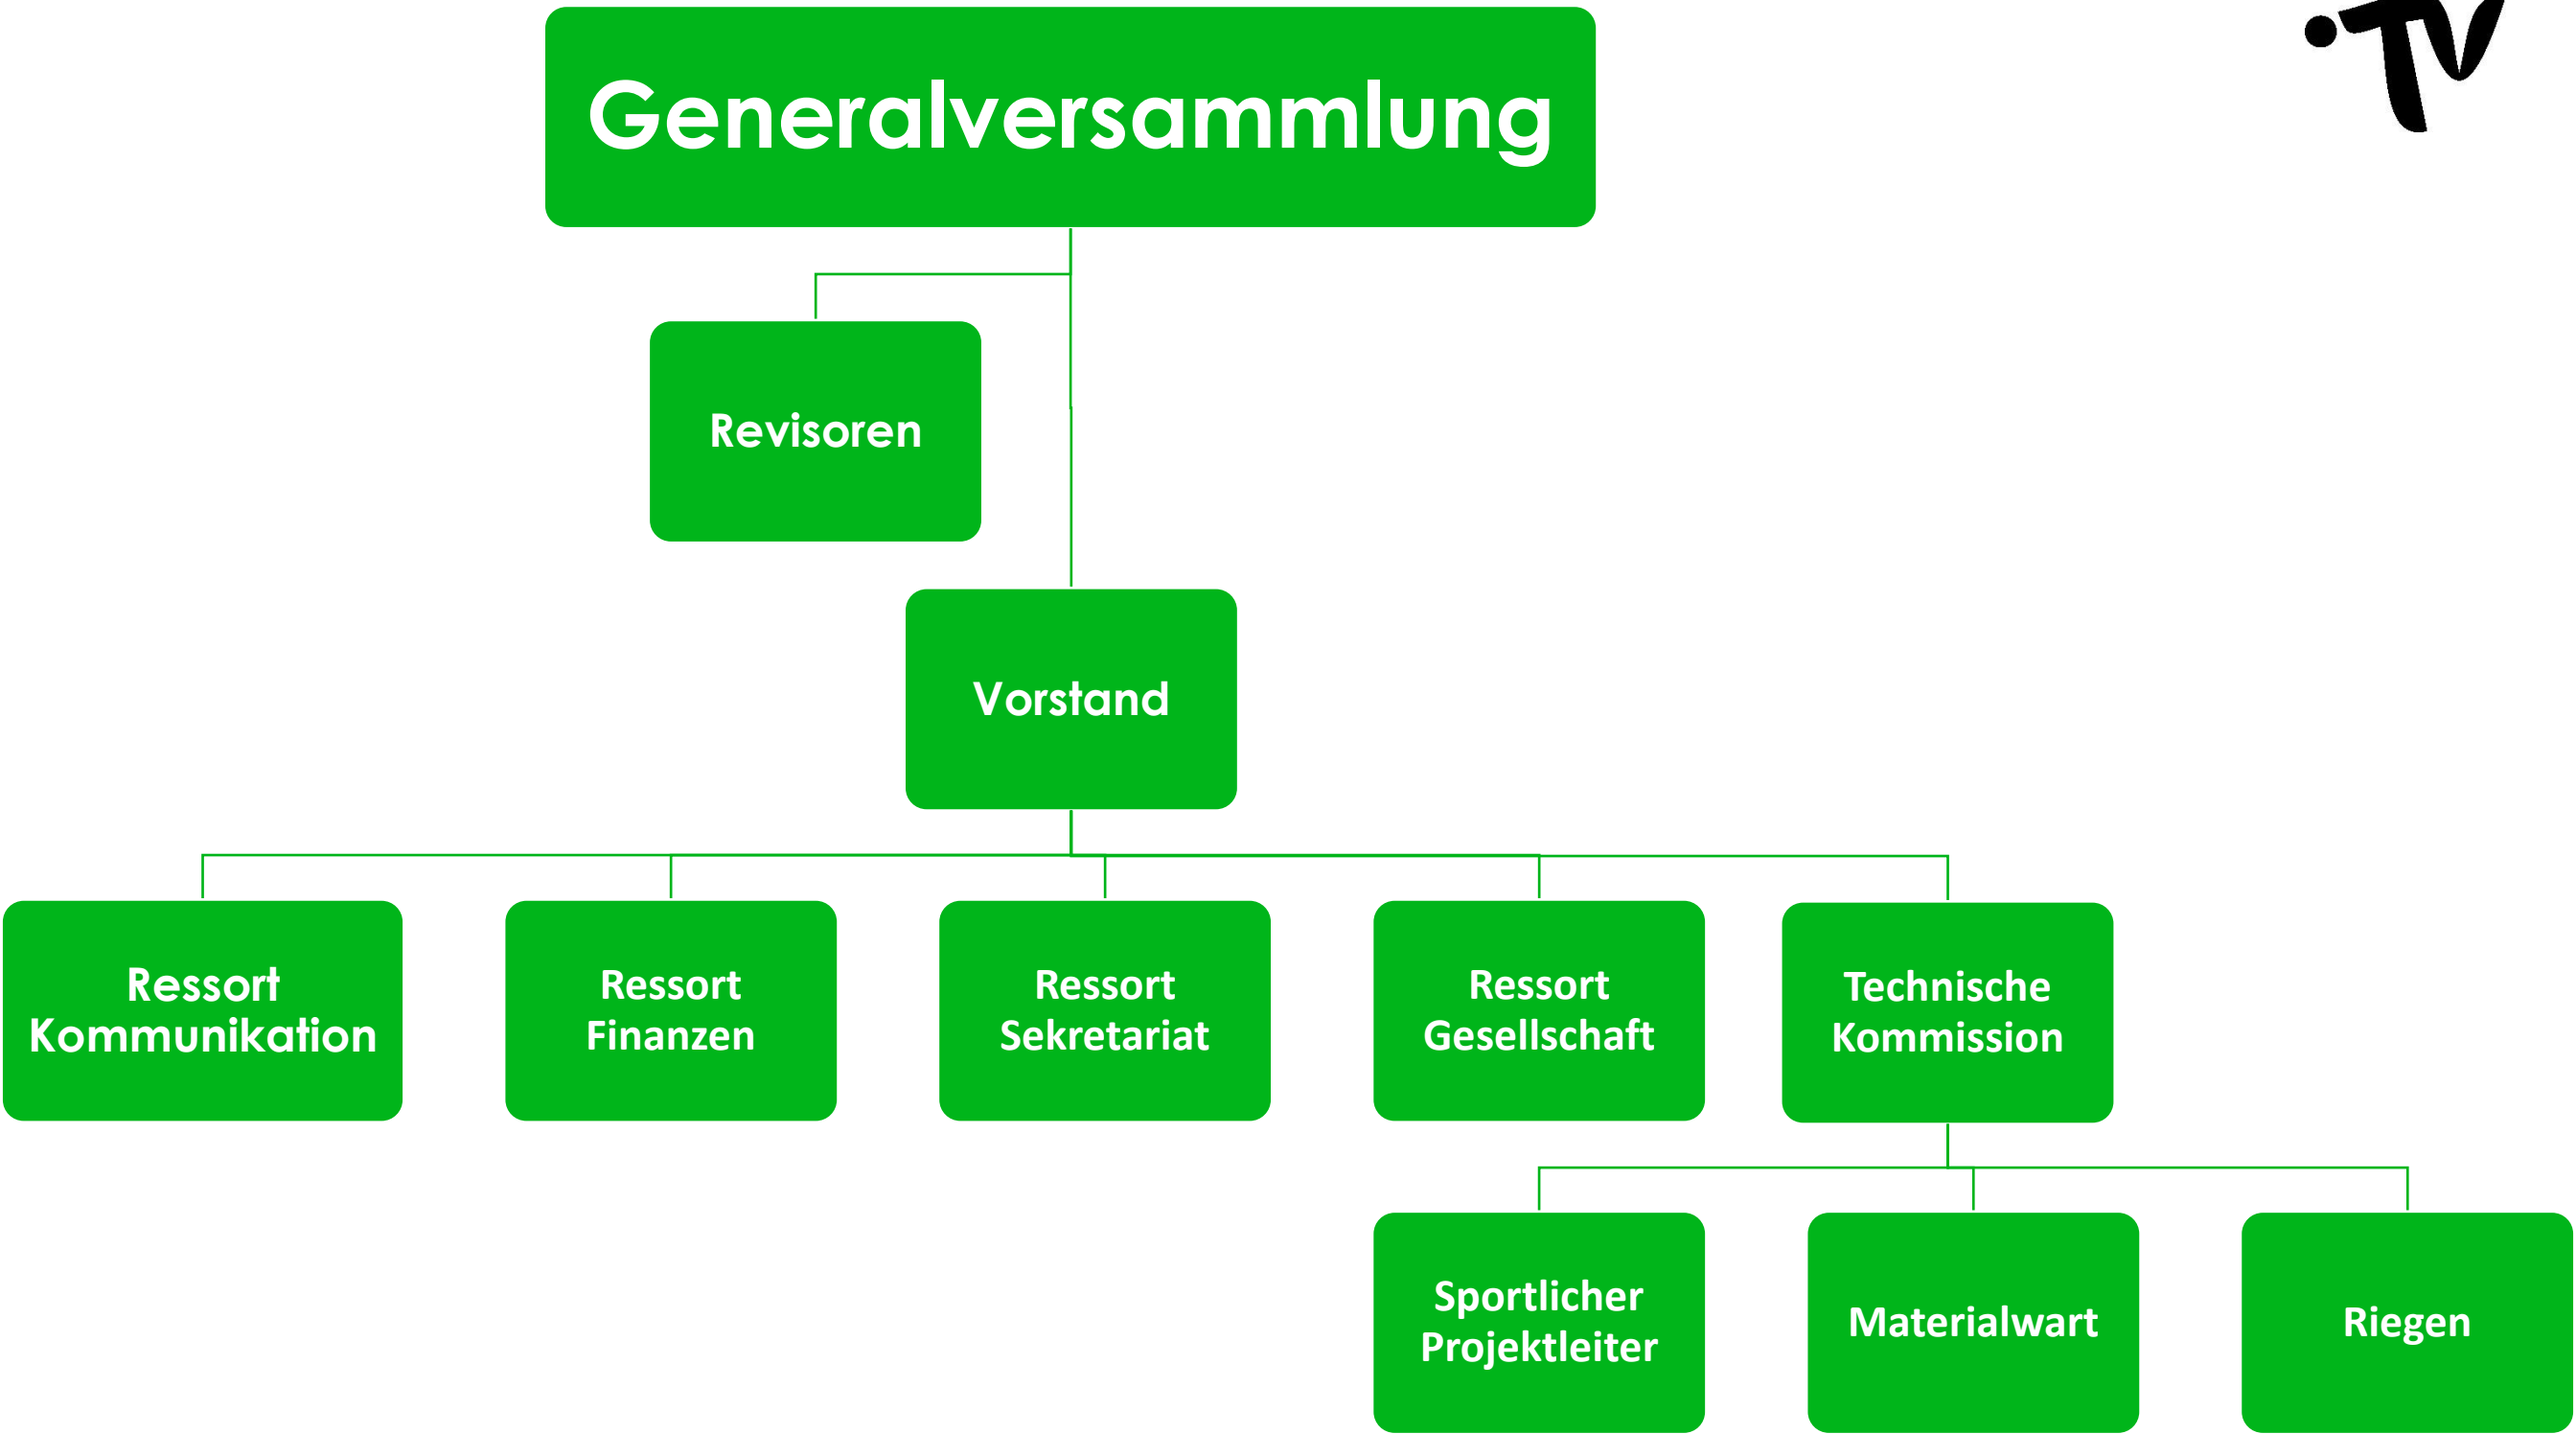 Generalversammlung
TV
Revisoren
Vorstand
Ressort
Kommunikation
Ressort
Finanzen
Ressort
Sekretariat
Ressort
Gesellschaft
Technische
Kommission
Sportlicher
Projektleiter
Materialwart
Riegen